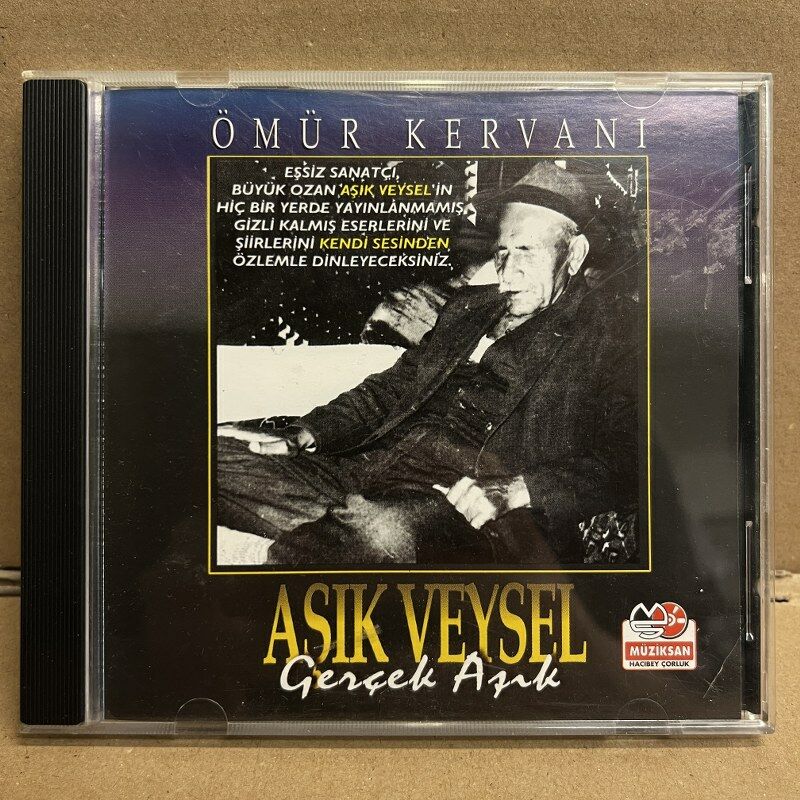 ÖMÜR KERVANI
EŞSİZ SANATÇI,
BÜYÜK OZAN AŞIK VEYSEL'İN
HİÇ BİR YERDE YAYINLANMAMIŞ,
GİZLİ KALMIŞ ESERLERİNİ VE
ŞİİRLERİNİ KENDİ SESİNDEN
ÖZLEMLE DİNLEYECEKSİNİZ.
AŞIK VEYSEL
Gerçek Aşık
MÜZİKSAN
HACIBEY ÇORLUK